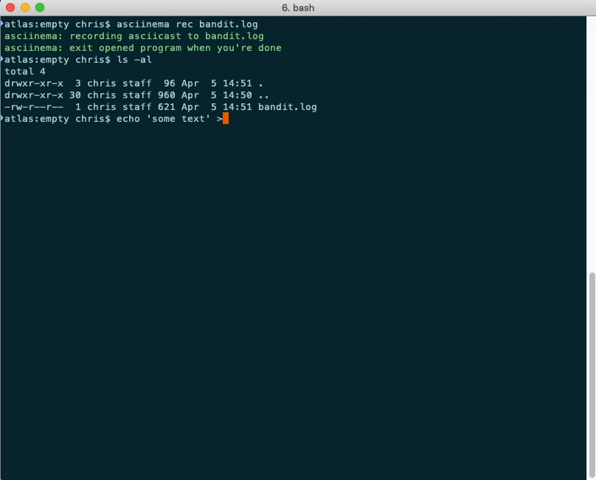 6. bash
atlas:empty chris$ asciinema rec bandit.log
asciinema: recording asciicast to bandit.log
asciinema: exit opened program when you're done
atlas:empty chris$ ls -al
total 4
drwxr-xr-x  3 chris staff  96 Apr  5 14:51 .
drwxr-xr-x 30 chris staff 960 Apr  5 14:50 ..
-rw-r--r--  1 chris staff 621 Apr  5 14:51 bandit.log
atlas:empty chris$ echo 'some text' >